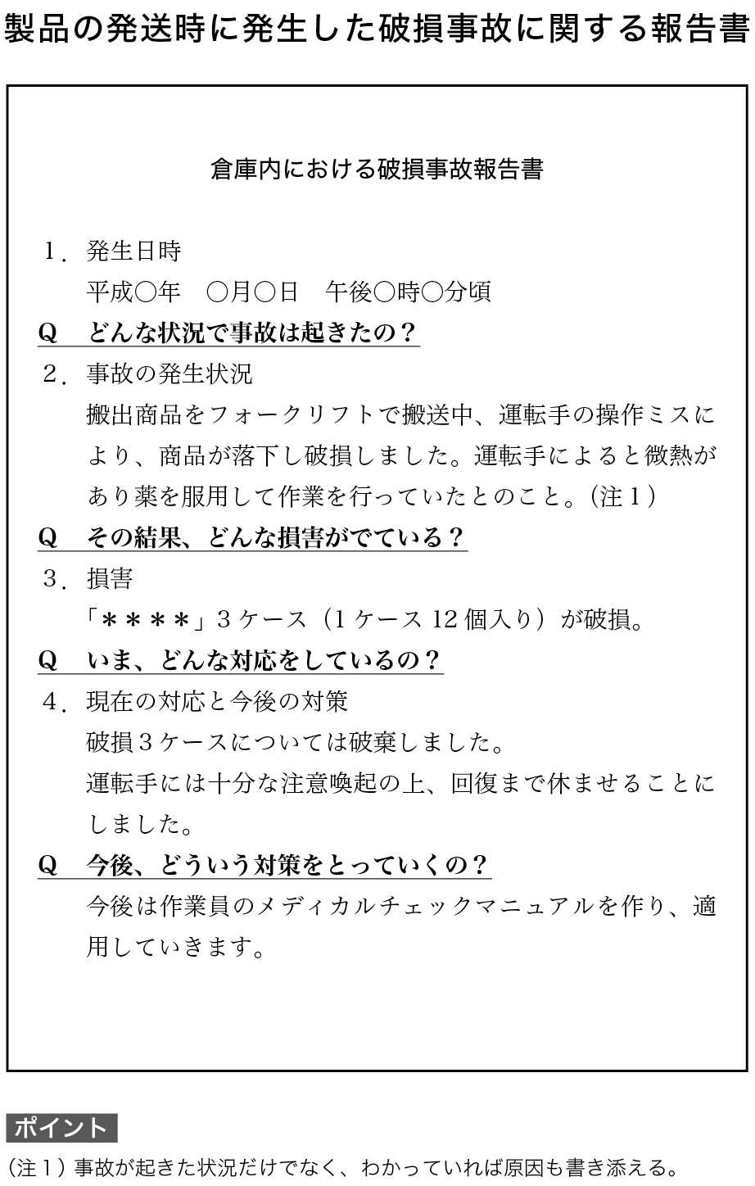 製品の発送時に発生した破損事故に関する報告書
倉庫内における破損事故報告書
１．発生日時
平成〇年　〇月〇日　午後〇時〇分頃
Q　どんな状況で事故は起きたの？
２．事故の発生状況
搬出商品をフォークリフトで搬送中、運転手の操作ミスに
より、商品が落下し破損しました。運転手によると微熱が
あり薬を服用して作業を行っていたとのこと。（注１）
Q　その結果、どんな損害がでている？
３．損害
「＊＊＊＊」３ケース（1ケース 12 個入り）が破損。
Q　いま、どんな対応をしているの？
４．現在の対応と今後の対策
破損３ケースについては破棄しました。
運転手には十分な注意喚起の上、回復まで休ませることに
しました。
Q　今後、どういう対策をとっていくの？
今後は作業員のメディカルチェックマニュアルを作り、適
用していきます。
ポイント
（注１）事故が起きた状況だけでなく、わかっていれば原因も書き添える。